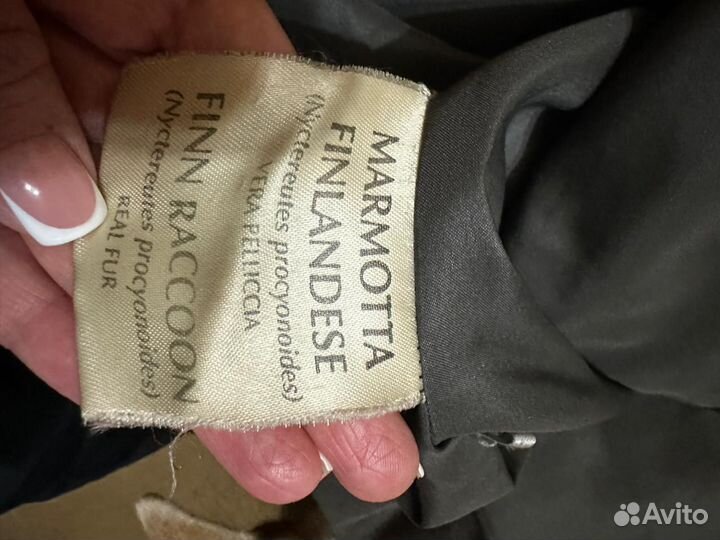 MARMOTTA
FINLANDESE
(Nyctereutes procyonoides)
VERA PELLICCIA
FINN RACCOON
(Nyctereutes procyonoides)
REAL FUR
Avito